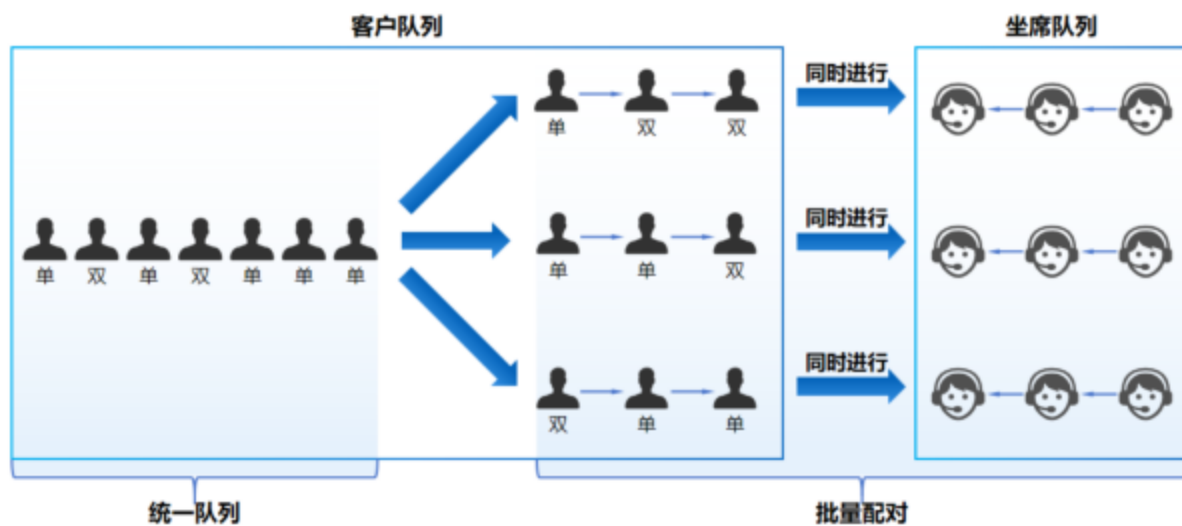 客户队列
坐席队列
同时进行
单 双 双
单 双 单 双 单 单 单
同时进行
单 单 双
同时进行
双 单 单
统一队列
批量配对